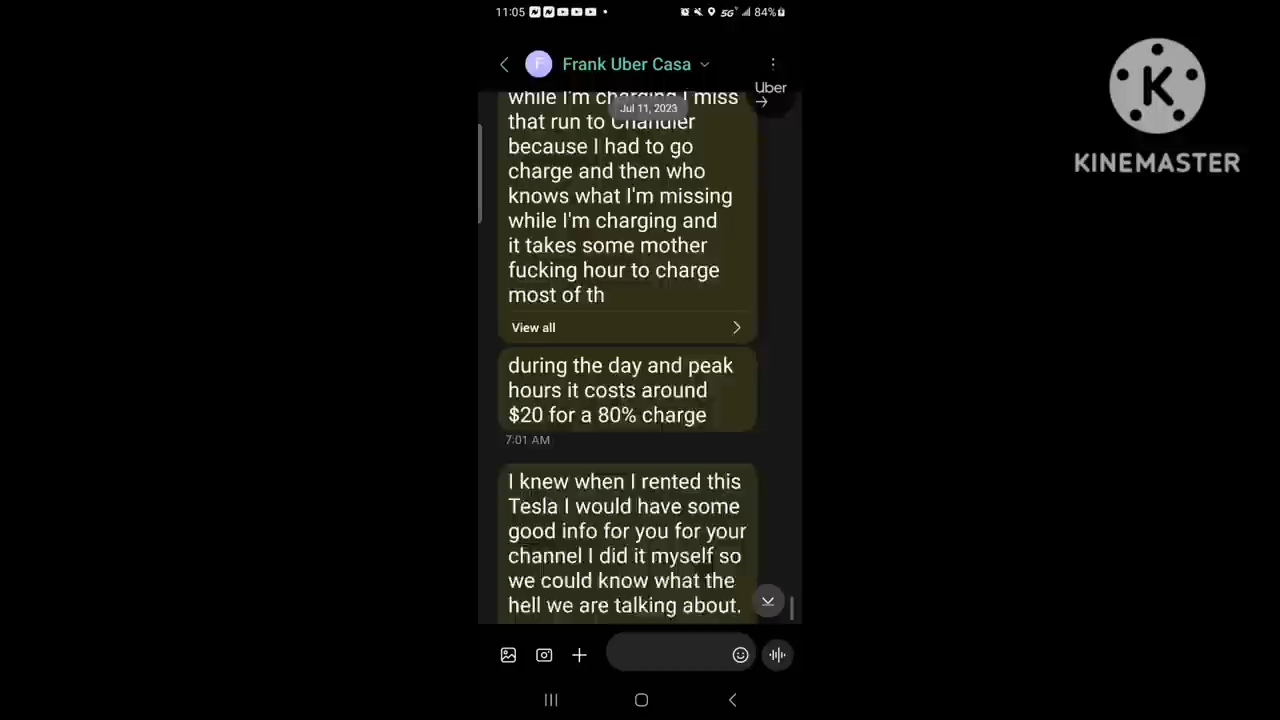 11:05
5G
84%
F
Frank Uber Casa
Uber
while I'm charging I miss
Jul 11, 2023
that run to Chandler
because I had to go
charge and then who
knows what I'm missing
while I'm charging and
it takes some mother
fucking hour to charge
most of th
View all
during the day and peak
hours it costs around
$20 for a 80% charge
7:01 AM
I knew when I rented this
Tesla I would have some
good info for you for your
channel I did it myself so
we could know what the
hell we are talking about.
K
KINEMASTER